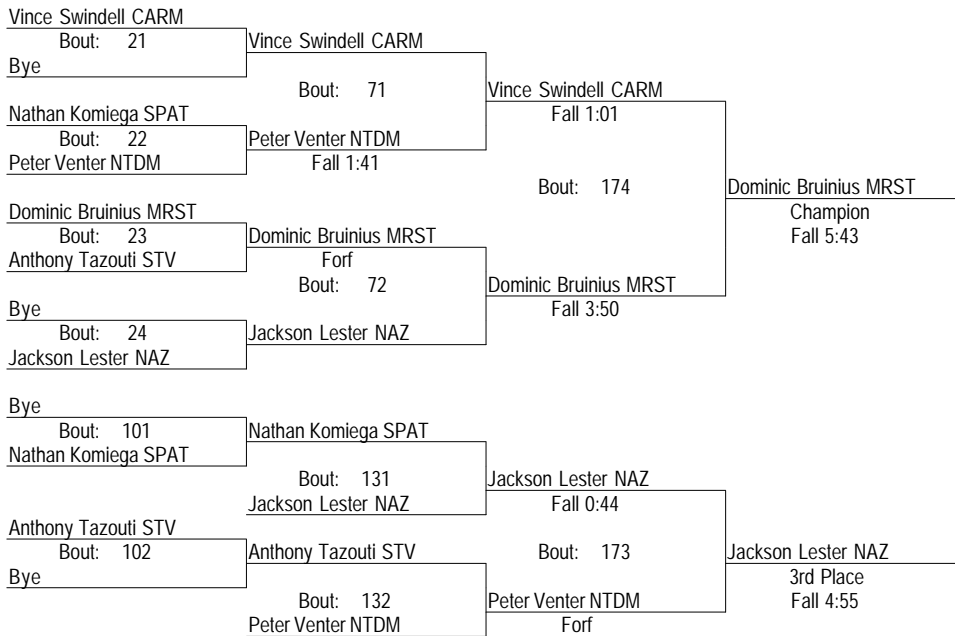 Vince Swindell CARM
Bout: 21
Vince Swindell CARM
Bye
Bout: 71
Vince Swindell CARM
Nathan Komiega SPAT
Fall 1:01
Bout: 22
Peter Venter NTDM
Peter Venter NTDM
Fall 1:41
Bout: 174
Dominic Bruinius MRST
Dominic Bruinius MRST
Champion
Bout: 23
Dominic Bruinius MRST
Fall 5:43
Anthony Tazouti STV
Forf
Bout: 72
Dominic Bruinius MRST
Bye
Fall 3:50
Bout: 24
Jackson Lester NAZ
Jackson Lester NAZ
Bye
Bout: 101
Nathan Komiega SPAT
Nathan Komiega SPAT
Bout: 131
Jackson Lester NAZ
Jackson Lester NAZ
Fall 0:44
Anthony Tazouti STV
Bout: 102
Anthony Tazouti STV
Bout: 173
Jackson Lester NAZ
Bye
3rd Place
Bout: 132
Peter Venter NTDM
Fall 4:55
Peter Venter NTDM
Forf